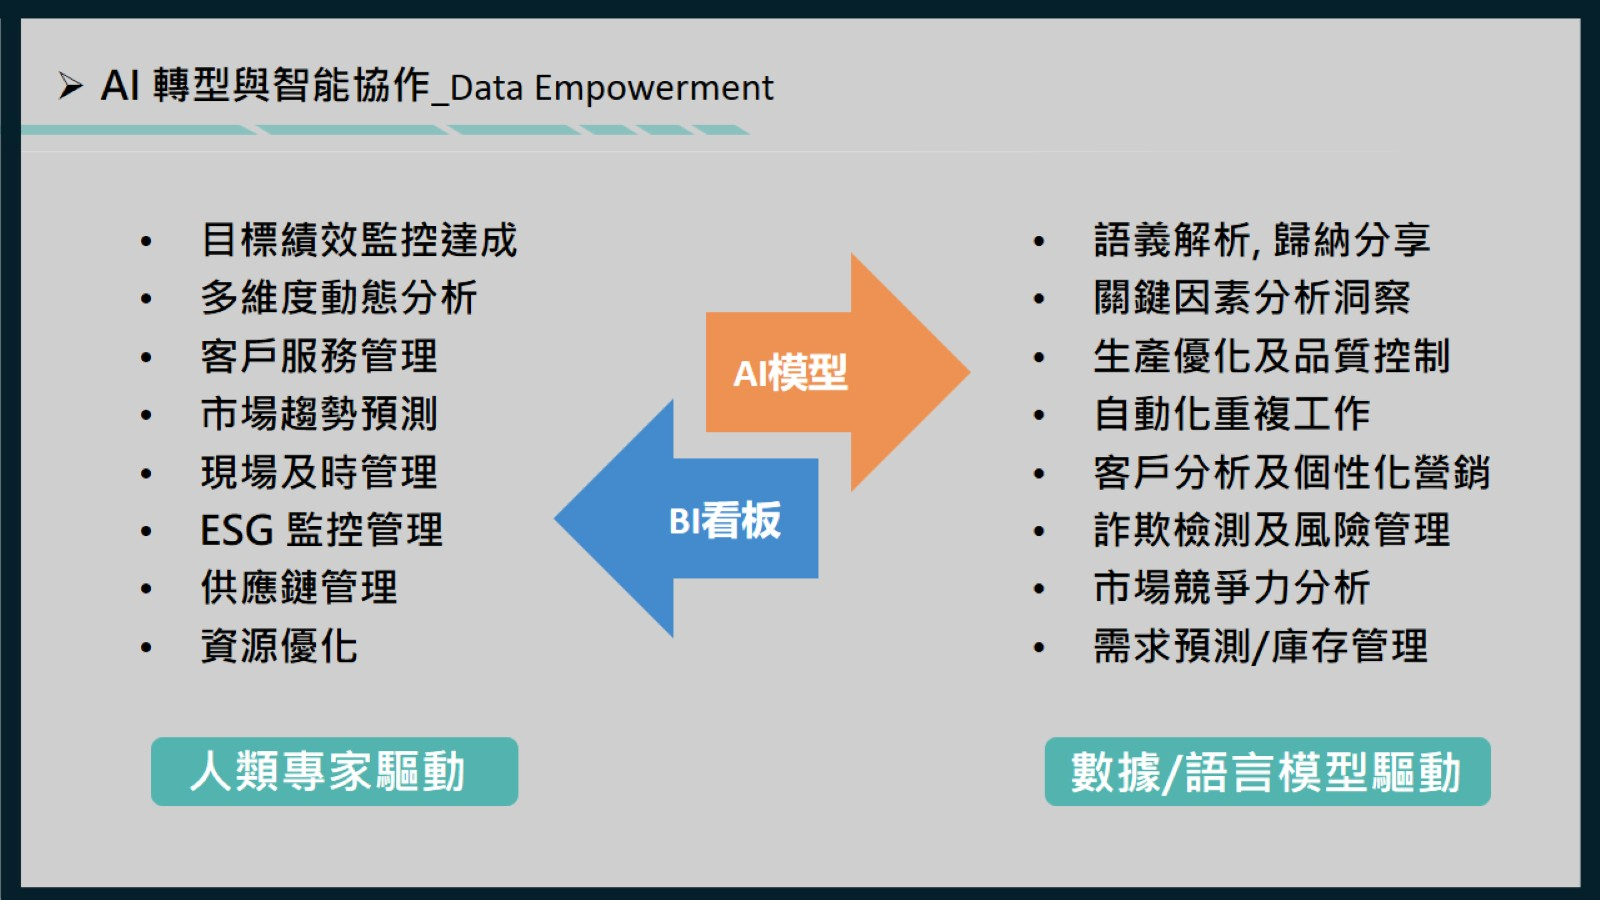 AI 轉型與智能協作_Data Empowerment
• 目標績效監控達成
• 多維度動態分析
• 客戶服務管理
• 市場趨勢預測
• 現場及時管理
• ESG 監控管理
• 供應鏈管理
• 資源優化
人類專家驅動
AI模型
BI看板
• 語義解析, 歸納分享
• 關鍵因素分析洞察
• 生產優化及品質控制
• 自動化重複工作
• 客戶分析及個性化營銷
• 詐欺檢測及風險管理
• 市場競爭力分析
• 需求預測/庫存管理
數據/語言模型驅動